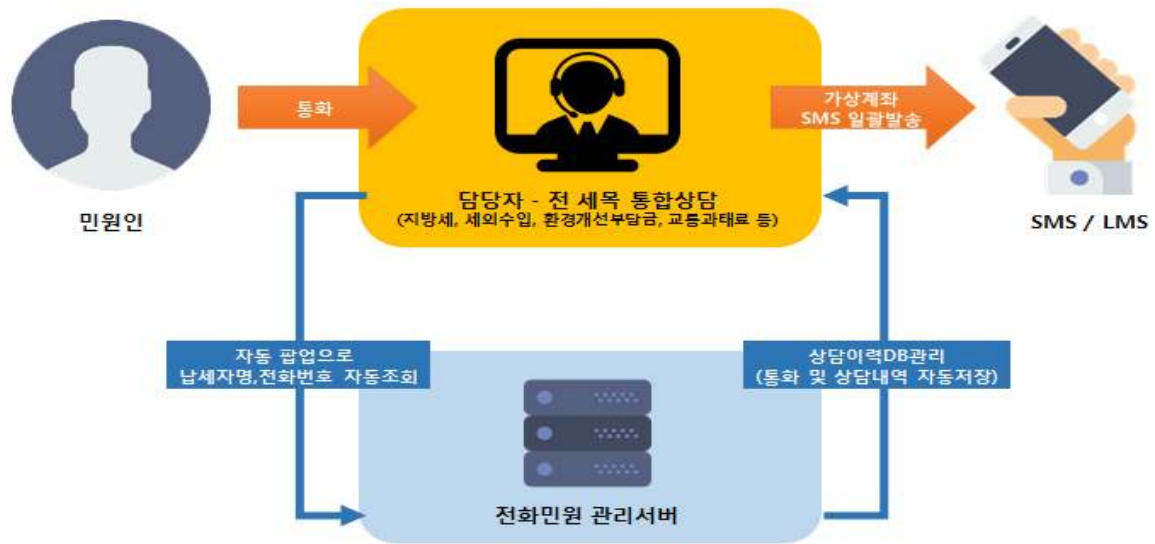 통화
가상계좌
SMS 일괄발송
민원인
담당자 - 전 세목 통합상담
(지방세, 세외수입, 환경개선부담금, 교통과태료 등)
SMS / LMS
자동 팝업으로
납세자명,전화번호 자동조회
상담이력DB관리
(통화 및 상담내역 자동저장)
전화민원 관리서버